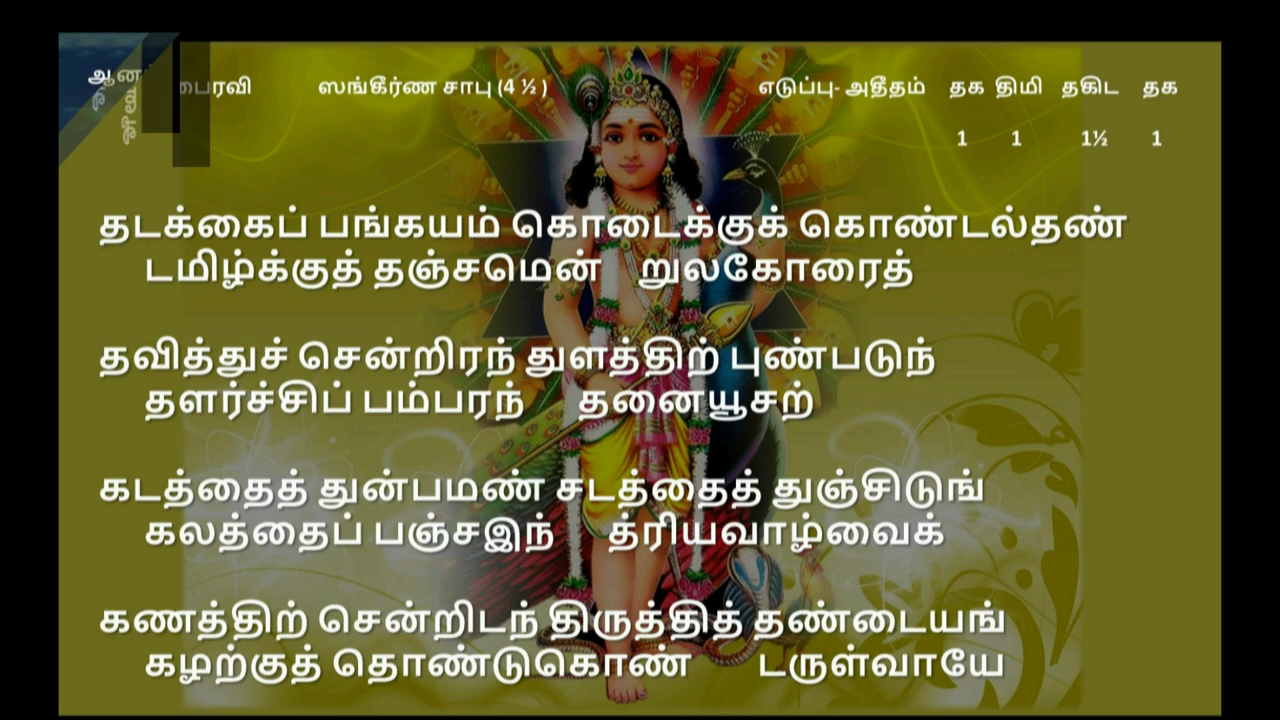 பைரவி ஸங்கீர்ண சாபு (4 ½ ) எடுப்பு- அதீதம் தக திமி தகிட தக
1 1 1½ 1
தடக்கைப் பங்கயம் கொடைக்குக் கொண்டல்தண்
டமிழ்க்குத் தஞ்சமென் றுலகோரைத்
தவித்துச் சென்றிரந் துளத்திற் புண்படுந்
தளர்ச்சிப் பம்பரந் தனையூசற்
கடத்தைத் துன்பமண் சடத்தைத் துஞ்சிடுங்
கலத்தைப் பஞ்சஇந் த்ரியவாழ்வைக்
கணத்திற் சென்றிடந் திருத்தித் தண்டையங்
கழற்குத் தொண்டுகொண் டருள்வாயே